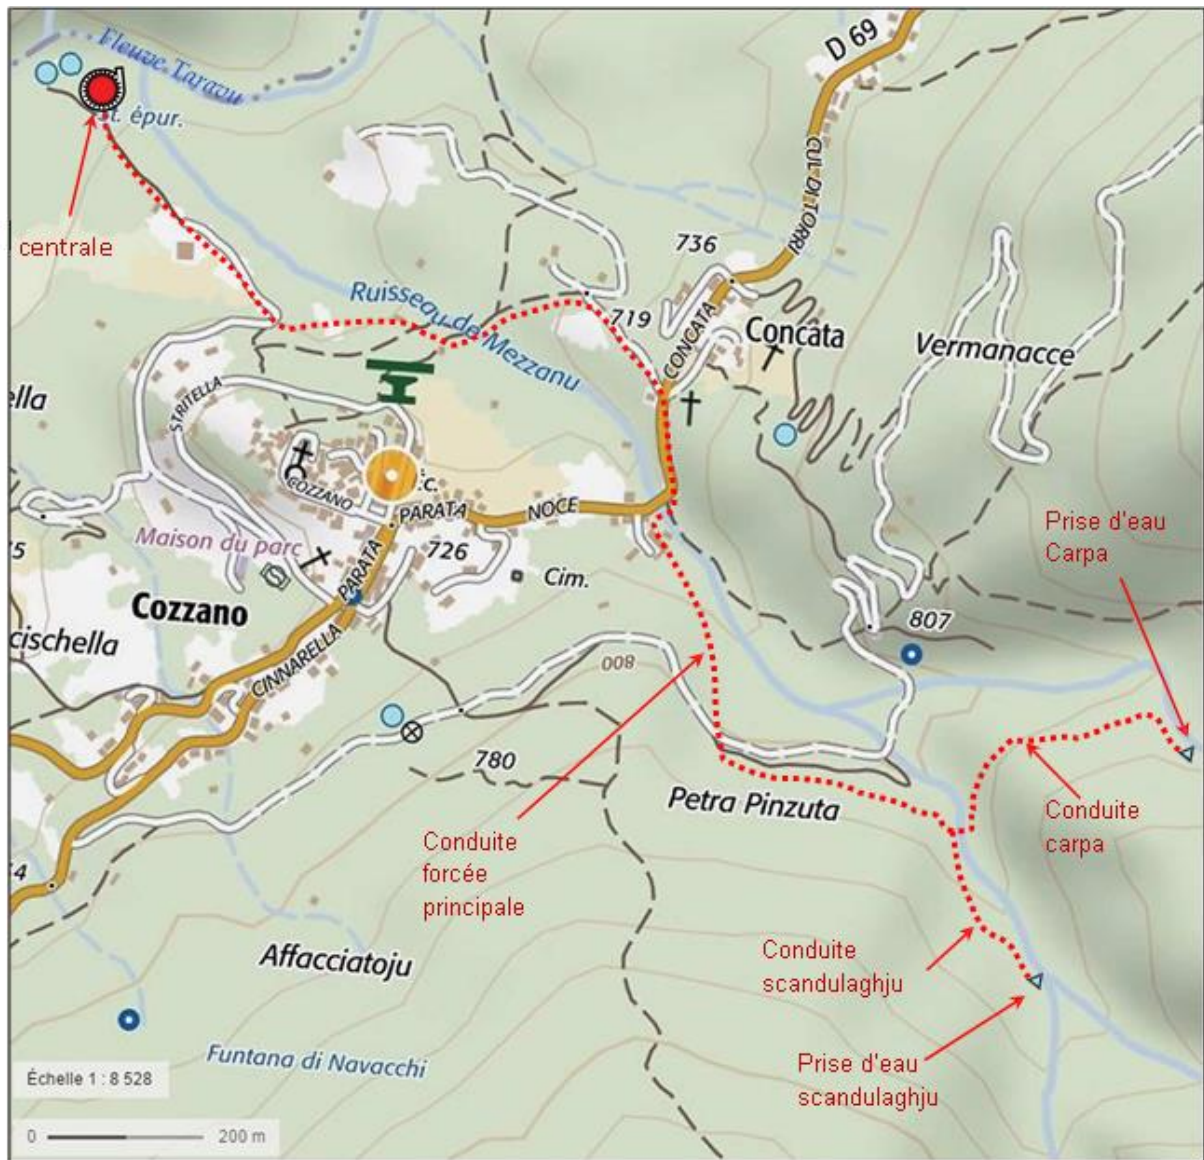 Fleuve Taravu
D 69
St. épur.
CUL DI TORRI
centrale
736
Ruisseau de Mezzanu
719
CONCATA
Concata
Vermanacce
ella
STRITELLA
c.
COZZANO
PARATA
NOCE
Prise d'eau
Carpa
Maison du parc
726
55
PARATA
Cim.
Cozzano
807
cischella
CINNARELLA
800
780
Petra Pinzuta
Conduite
carpa
Conduite
forcée
principale
Affacciatoju
Conduite
scandulaghju
Funtana di Navacchi
Prise d'eau
scandulaghju
Échelle 1 : 8 528
0 200 m